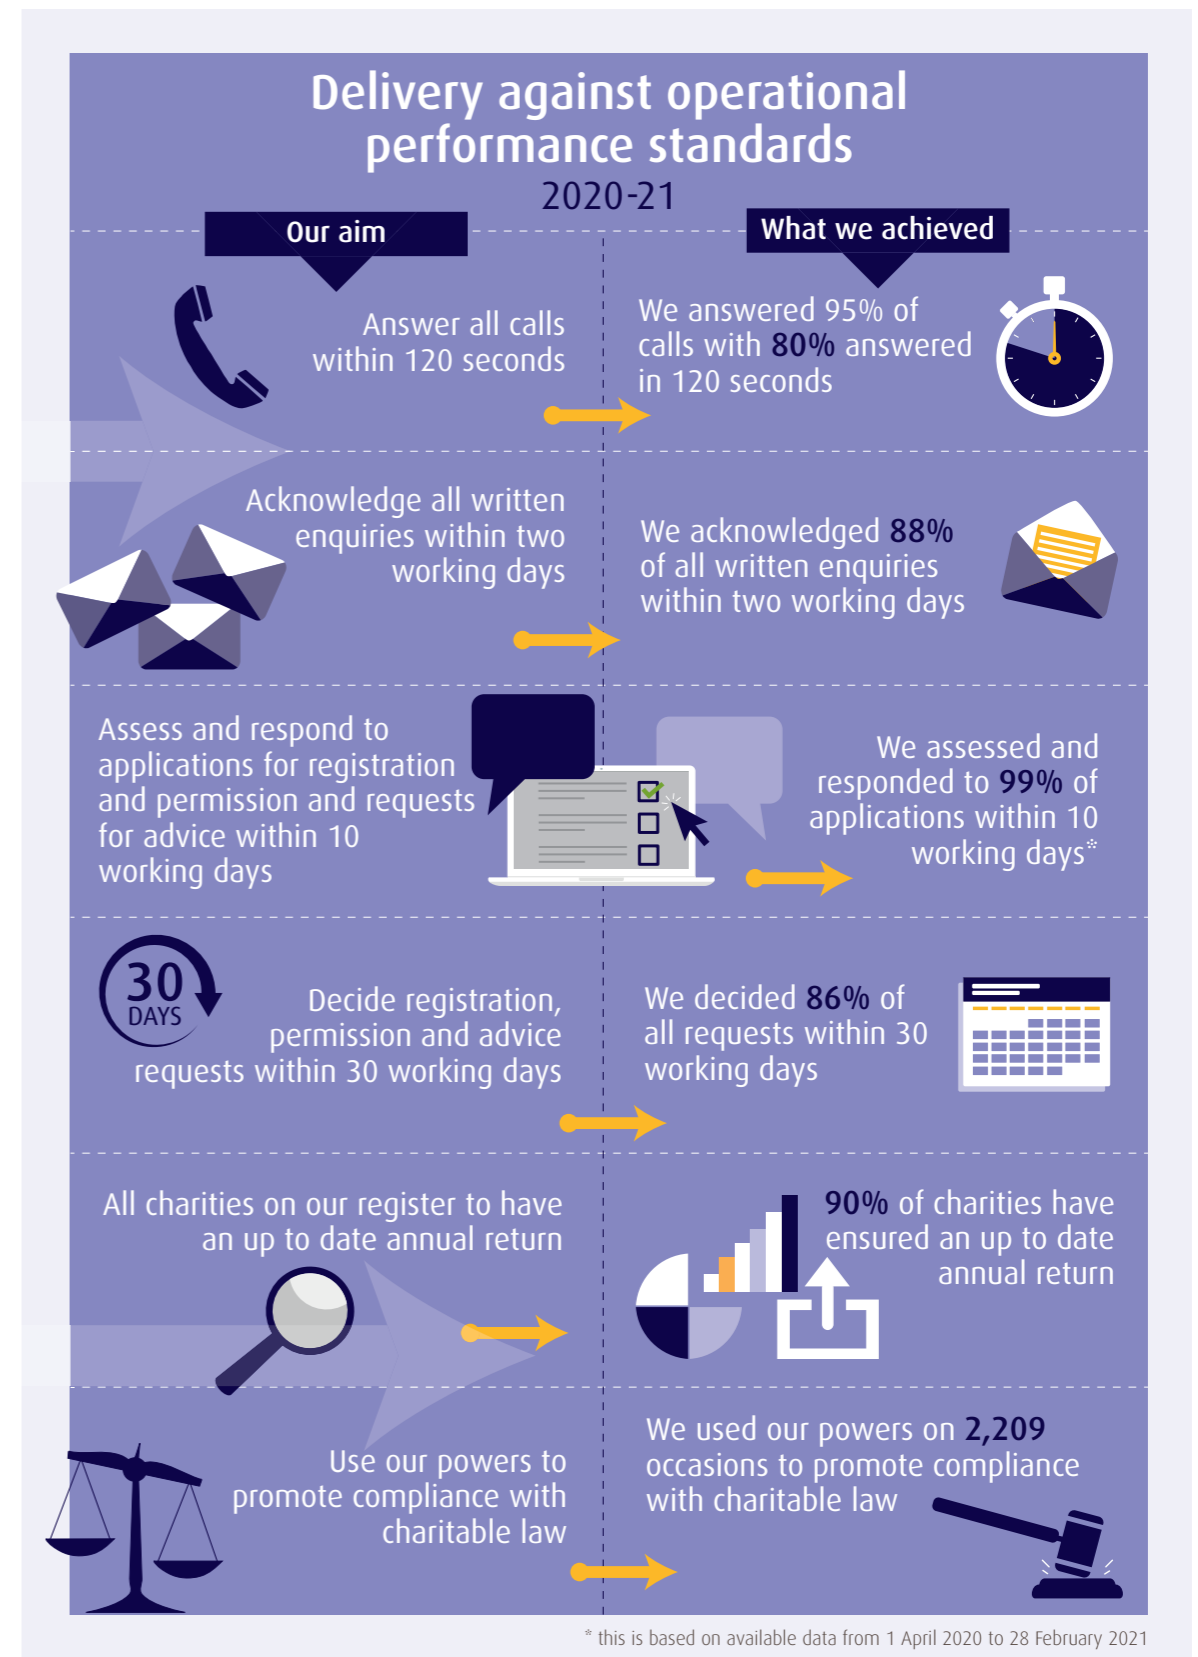 Delivery against operational
performance standards
2020-21
Our aim
What we achieved
Answer all calls
within 120 seconds
We answered 95% of
calls with 80% answered
in 120 seconds
Acknowledge all written
enquiries within two
working days
We acknowledged 88%
of all written enquiries
within two working days
Assess and respond to
applications for registration
and permission and requests
for advice within 10
working days
We assessed and
responded to 99% of
applications within 10
working days*
30
DAYS
Decide registration,
permission and advice
requests within 30 working days
We decided 86% of
all requests within 30
working days
All charities on our register to have
an up to date annual return
90% of charities have
ensured an up to date
annual return
Use our powers to
promote compliance with
charitable law
We used our powers on 2,209
occasions to promote compliance
with charitable law
* this is based on available data from 1 April 2020 to 28 February 2021